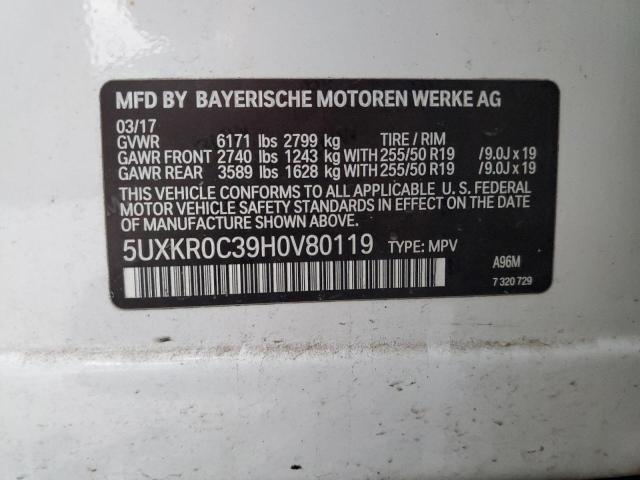 MFD BY BAYERISCHE MOTOREN WERKE AG
03/17
GVWR 6171 lbs 2799 kg TIRE / RIM
GAWR FRONT 2740 lbs 1243 kg WITH 255/50 R19 /9.0J x 19
GAWR REAR 3589 lbs 1628 kg WITH 255/50 R19 /9.0J x 19
THIS VEHICLE CONFORMS TO ALL APPLICABLE U. S. FEDERAL
MOTOR VEHICLE SAFETY STANDARDS IN EFFECT ON THE DATE
OF MANUFACTURE SHOWN ABOVE.
5UXKR0C39H0V80119 TYPE: MPV
A96M
7 320 729